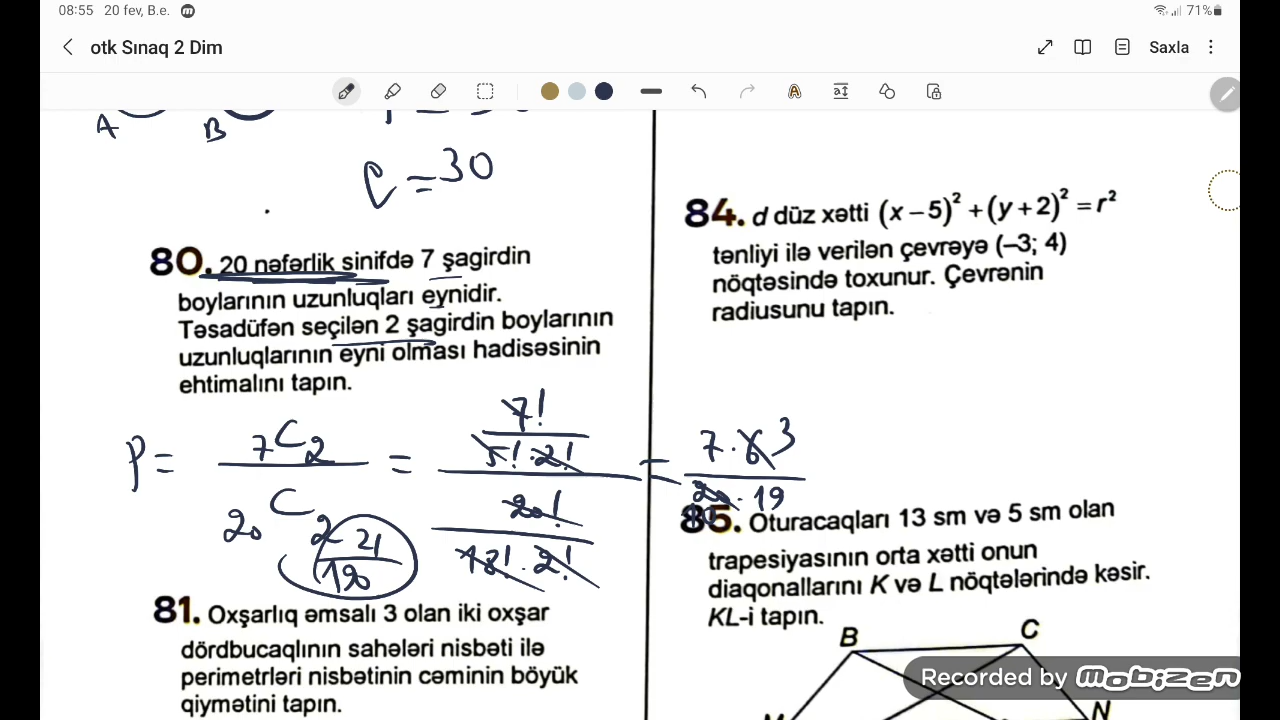 08:55 20 fev, B.e. 71%
otk Sınaq 2 Dim
Saxla
A
B
C = 30
80. 20 nəfərlik sinifdə 7 şagirdin
boylarının uzunluqları eynidir.
Təsadüfən seçilən 2 şagirdin boylarının
uzunluqlarının eyni olması hadisəsinin
ehtimalını tapın.
P = 7C2 / 20C2 = (7! / 5! · 2!) / (20! / 18! · 2!) = 7 · 6 3 / 20 10 · 19
21 / 190
81. Oxşarlıq əmsalı 3 olan iki oxşar
dördbucaqlının sahələri nisbəti ilə
perimetrləri nisbətinin cəminin böyük
qiymətini tapın.
84. d düz xətti (x – 5)² + (y + 2)² = r²
tənliyi ilə verilən çevrəyə (–3; 4)
nöqtəsində toxunur. Çevrənin
radiusunu tapın.
85. Oturacaqları 13 sm və 5 sm olan
trapesiyasının orta xətti onun
diaqonallarını K və L nöqtələrində kəsir.
KL-i tapın.
B
C
N
Recorded by mobizen